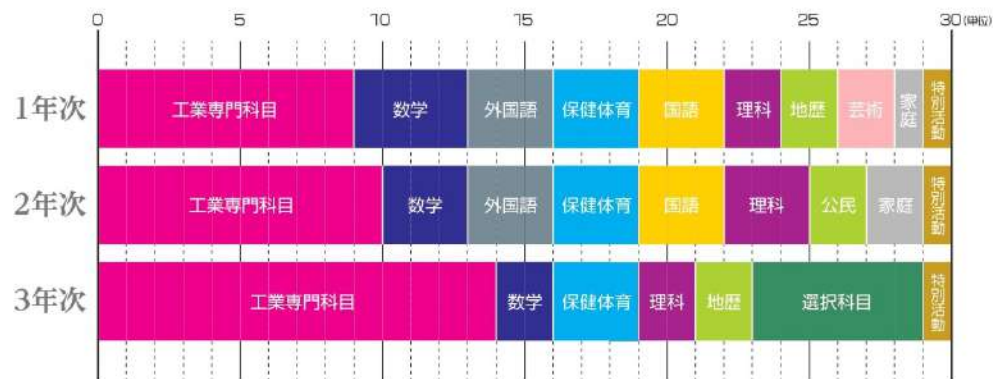 0 5 10 15 20 25 30(単位)
1年次 工業専門科目 数学 外国語 保健体育 国語 理科 地歴 芸術 家庭 特別活動
2年次 工業専門科目 数学 外国語 保健体育 国語 理科 公民 家庭 特別活動
3年次 工業専門科目 数学 保健体育 理科 地歴 選択科目 特別活動